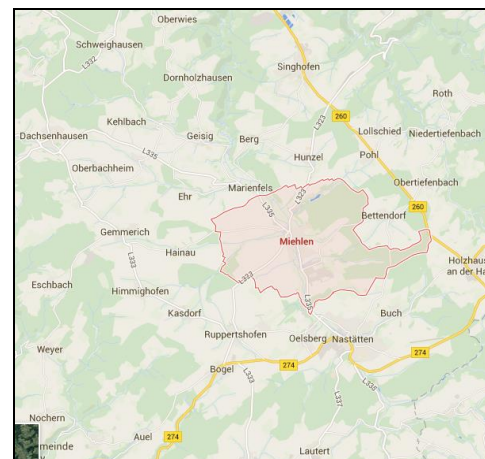 Oberwies
Schweighausen
L332
Singhofen
Dornholzhausen
Roth
260
L323
Kehlbach
Geisig
Berg
Lollschied
Niedertiefenbach
Dachsenhausen
L335
Hunzel
Pohl
Oberbachheim
Marienfels
Obertiefenbach
Ehr
L323
L335
Bettendorf
260
Gemmerich
Miehlen
Hainau
L333
Holzhaus
an der Ha
L323
Eschbach
Himmighofen
L335
Kasdorf
Buch
Ruppertshofen
Oelsberg
Nastätten
Weyer
274
274
Bogel
L333
L335
L337
Nochern
Auel
274
meinde
Lautert